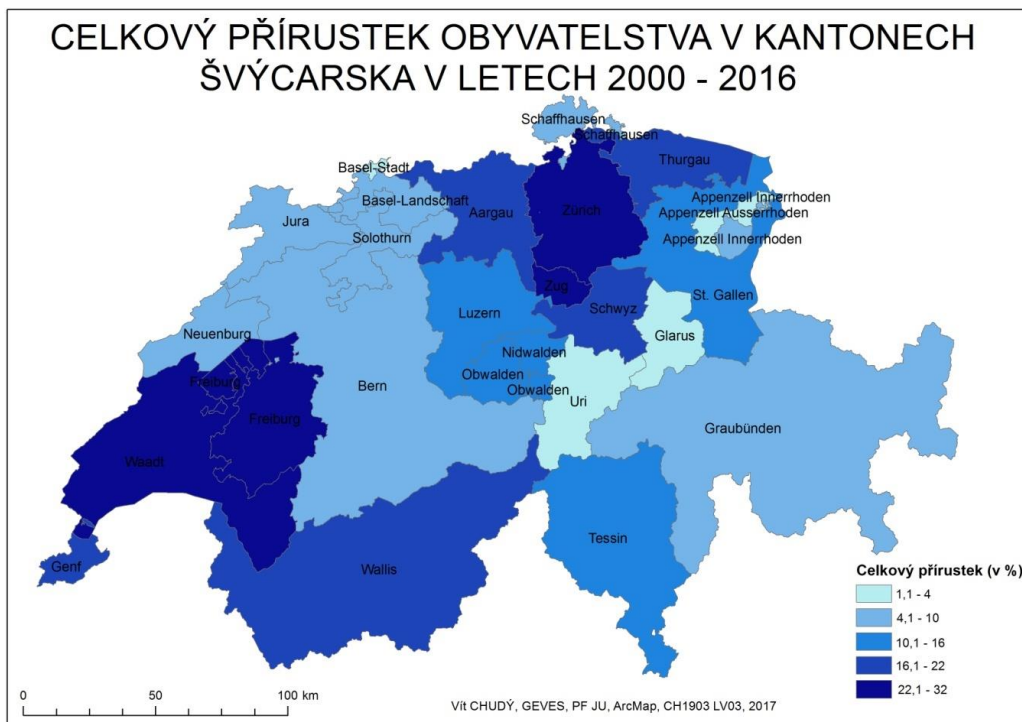 CELKOVÝ PŘÍRUSTEK OBYVATELSTVA V KANTONECH
ŠVÝCARSKA V LETECH 2000 - 2016
Schaffhausen
Schaffhausen
Thurgau
Basel-Stadt
Basel-Landschaft
Aargau
Zürich
Appenzell Innerrhoden
Appenzell Ausserrhoden
Appenzell Innerrhoden
Jura
Solothurn
Zug
Schwyz
St. Gallen
Luzern
Glarus
Neuenburg
Nidwalden
Obwalden
Obwalden
Freiburg
Bern
Uri
Freiburg
Graubünden
Waadt
Tessin
Genf
Wallis
Celkový přírustek (v %)
1,1 - 4
4,1 - 10
10,1 - 16
16,1 - 22
22,1 - 32
0 50 100 km
Vít CHUDÝ, GEVES, PF JU, ArcMap, CH1903 LV03, 2017